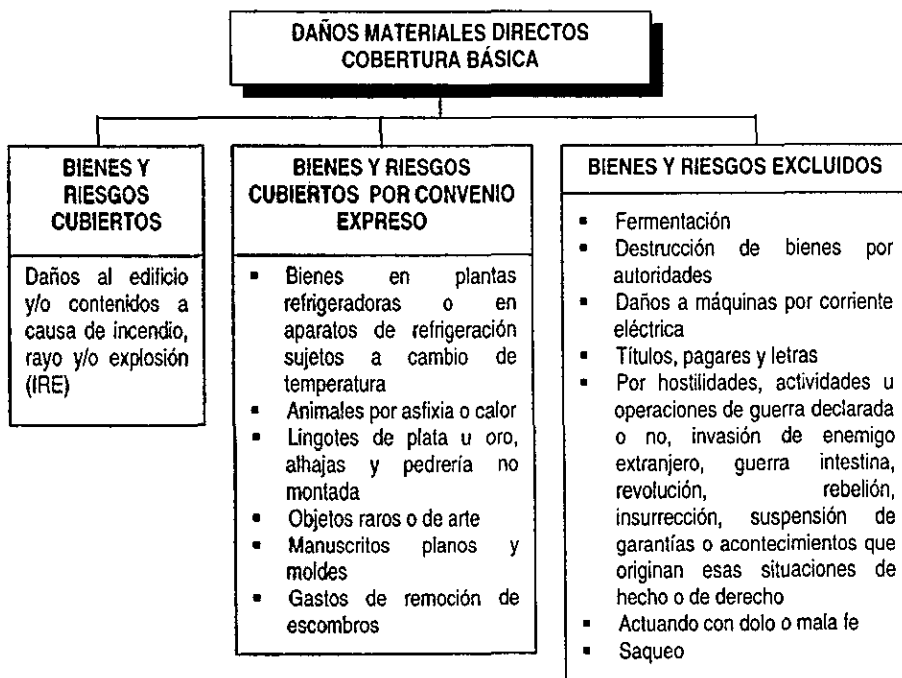 DAÑOS MATERIALES DIRECTOS
COBERTURA BÁSICA
BIENES Y
RIESGOS
CUBIERTOS
Daños al edificio
y/o contenidos a
causa de incendio,
rayo y/o explosión
(IRE)
BIENES Y RIESGOS
CUBIERTOS POR CONVENIO
EXPRESO
▪ Bienes en plantas
refrigeradoras o en
aparatos de refrigeración
sujetos a cambio de
temperatura
▪ Animales por asfixia o calor
▪ Lingotes de plata u oro,
alhajas y pedrería no
montada
▪ Objetos raros o de arte
▪ Manuscritos planos y
moldes
▪ Gastos de remoción de
escombros
BIENES Y RIESGOS EXCLUIDOS
▪ Fermentación
▪ Destrucción de bienes por
autoridades
▪ Daños a máquinas por corriente
eléctrica
▪ Títulos, pagares y letras
▪ Por hostilidades, actividades u
operaciones de guerra declarada
o no, invasión de enemigo
extranjero, guerra intestina,
revolución, rebelión,
insurrección, suspensión de
garantías o acontecimientos que
originan esas situaciones de
hecho o de derecho
▪ Actuando con dolo o mala fe
▪ Saqueo